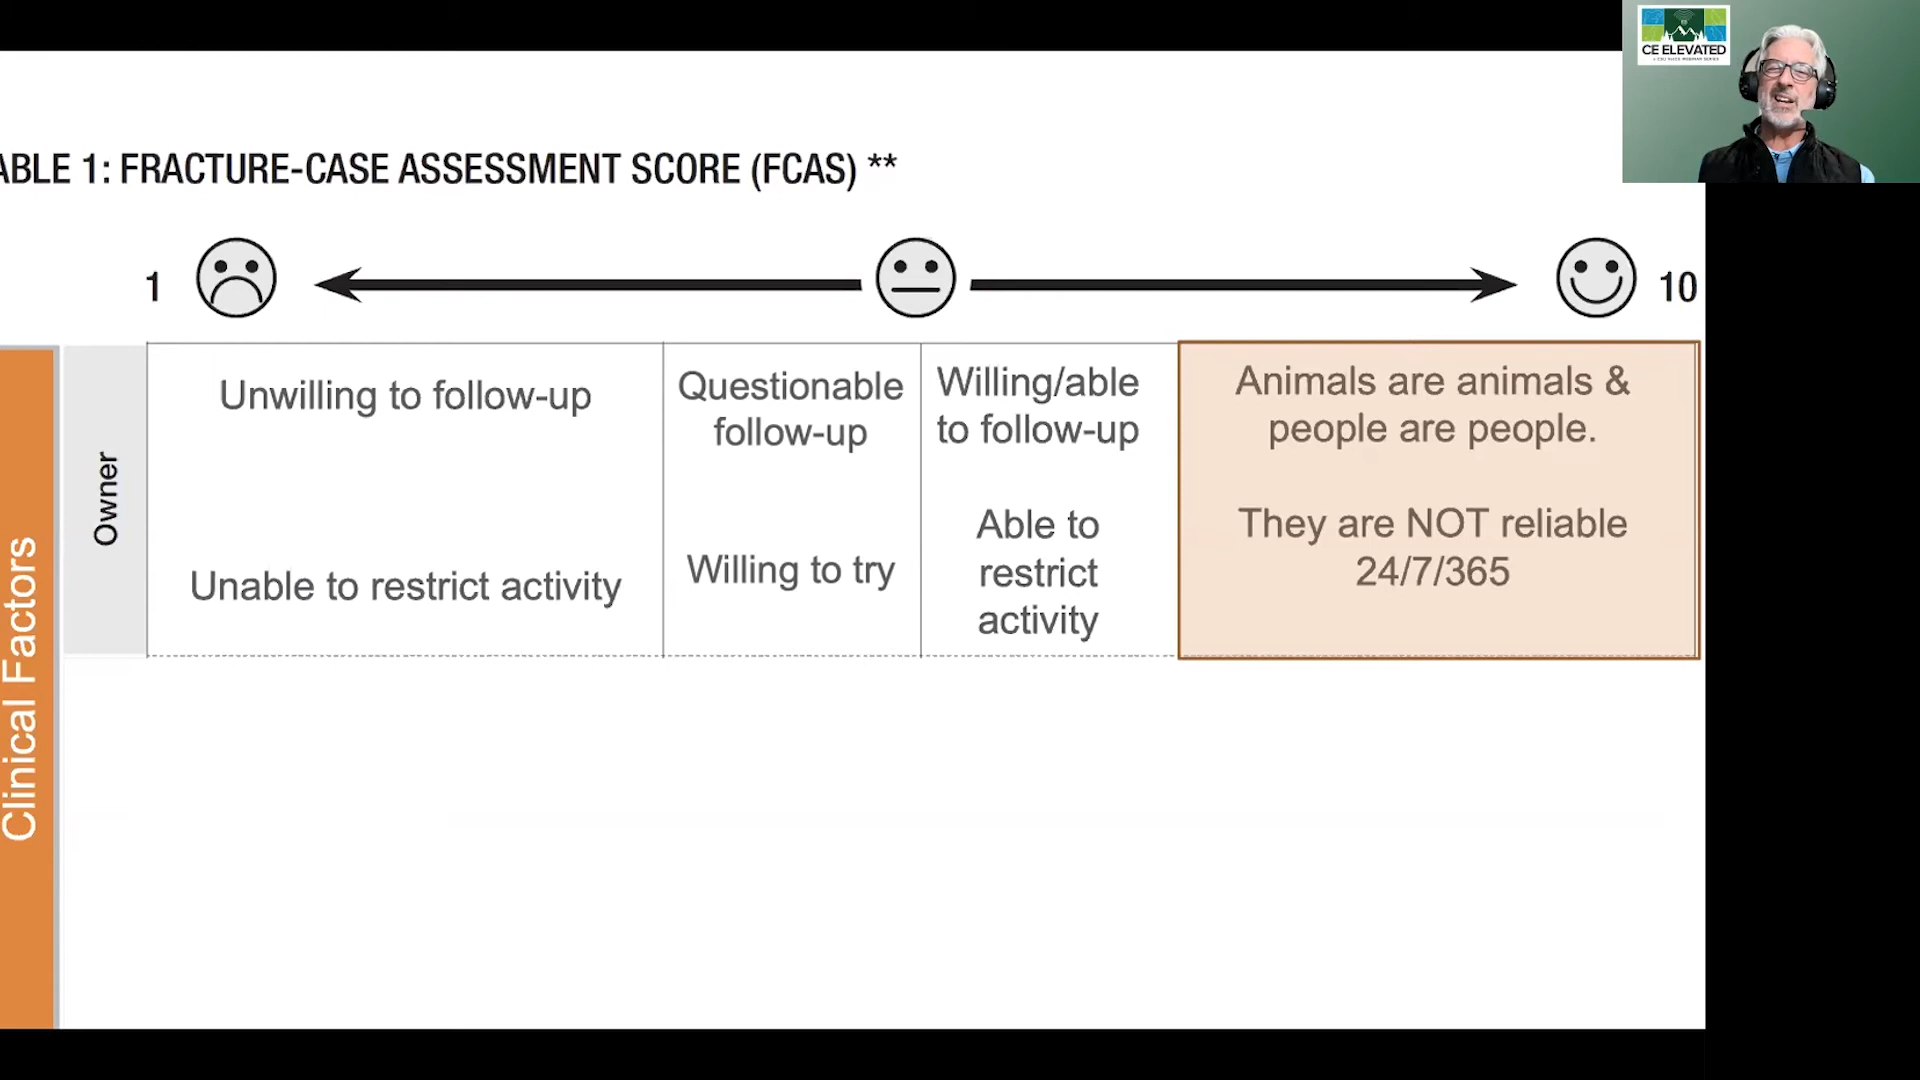 CE ELEVATED
ABLE 1: FRACTURE-CASE ASSESSMENT SCORE (FCAS) **
1
10
Clinical Factors
Owner
Unwilling to follow-up
Unable to restrict activity
Questionable
follow-up
Willing to try
Willing/able
to follow-up
Able to
restrict
activity
Animals are animals &
people are people.
They are NOT reliable
24/7/365